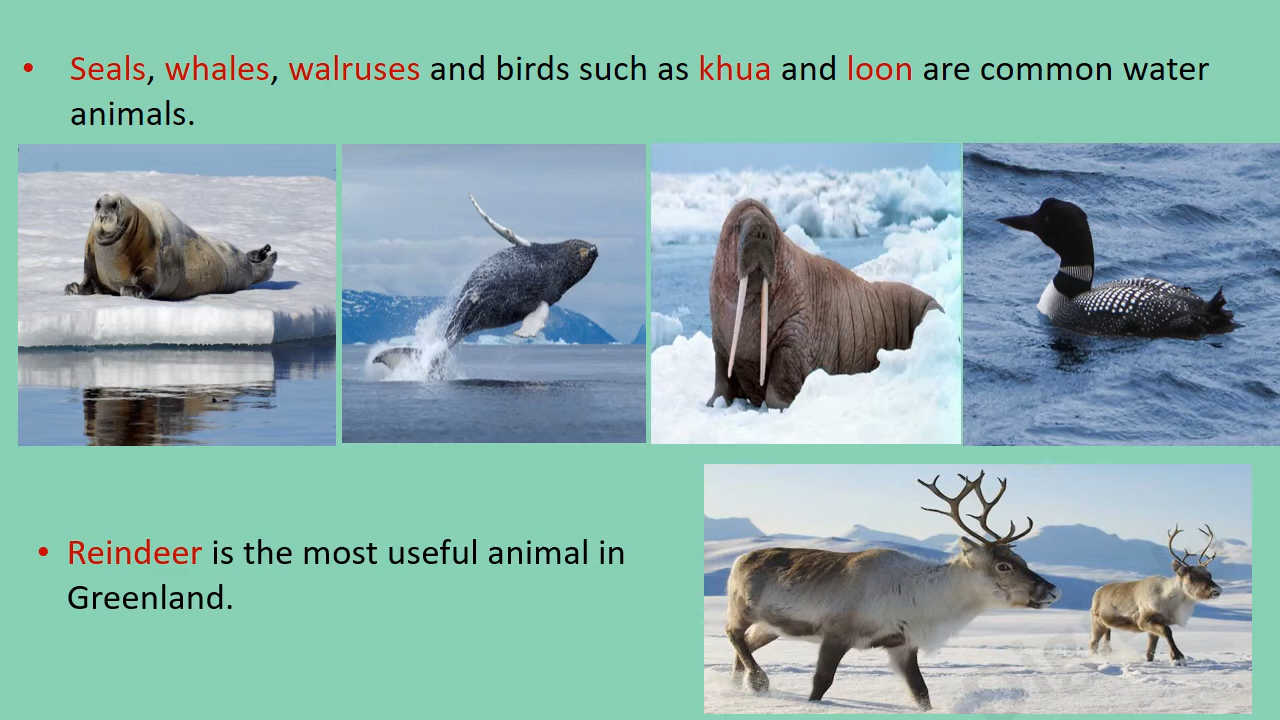 • Seals, whales, walruses and birds such as khua and loon are common water
animals.
• Reindeer is the most useful animal in
Greenland.